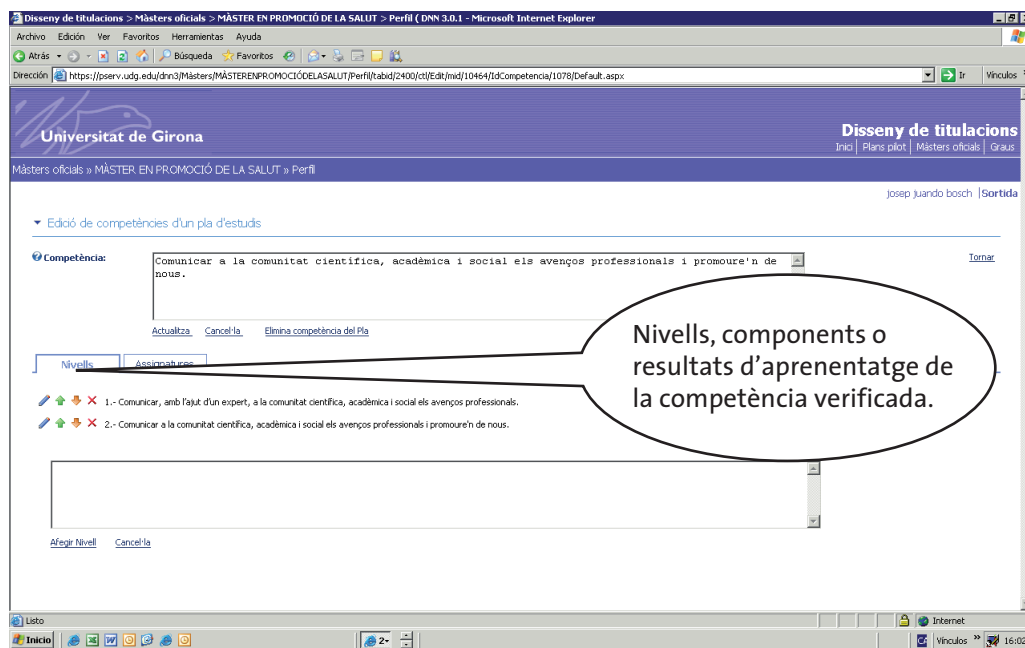 Disseny de titulacions > Màsters oficials > MÀSTER EN PROMOCIÓ DE LA SALUT > Perfil ( DNN 3.0.1 - Microsoft Internet Explorer
Archivo Edición Ver Favoritos Herramientas Ayuda
Atrás Búsqueda Favoritos
Dirección https://pserv.udg.edu/dnn3/Màsters/MÀSTERENPROMOCIÓDELASALUT/Perfil/tabid/2400/ctl/Edit/mid/10464/IdCompetencia/1078/Default.aspx Ir Vínculos »
Universitat de Girona
Disseny de titulacions
Inici | Plans pilot | Màsters oficials | Graus
Màsters oficials » MÀSTER EN PROMOCIÓ DE LA SALUT » Perfil
josep juando bosch | Sortida
Edició de competències d'un pla d'estudis
Competència:
Comunicar a la comunitat científica, acadèmica i social els avenços professionals i promoure'n de
nous.
Tornar
Actualitza Cancel·la Elimina competència del Pla
Nivells, components o
resultats d’aprenentatge de
la competència verificada.
Nivells Assignatures
1.- Comunicar, amb l'ajut d'un expert, a la comunitat científica, acadèmica i social els avenços professionals.
2.- Comunicar a la comunitat científica, acadèmica i social els avenços professionals i promoure'n de nous.
Afegir Nivell Cancel·la
Listo Internet
Inicio 2 Vínculos » 16:02